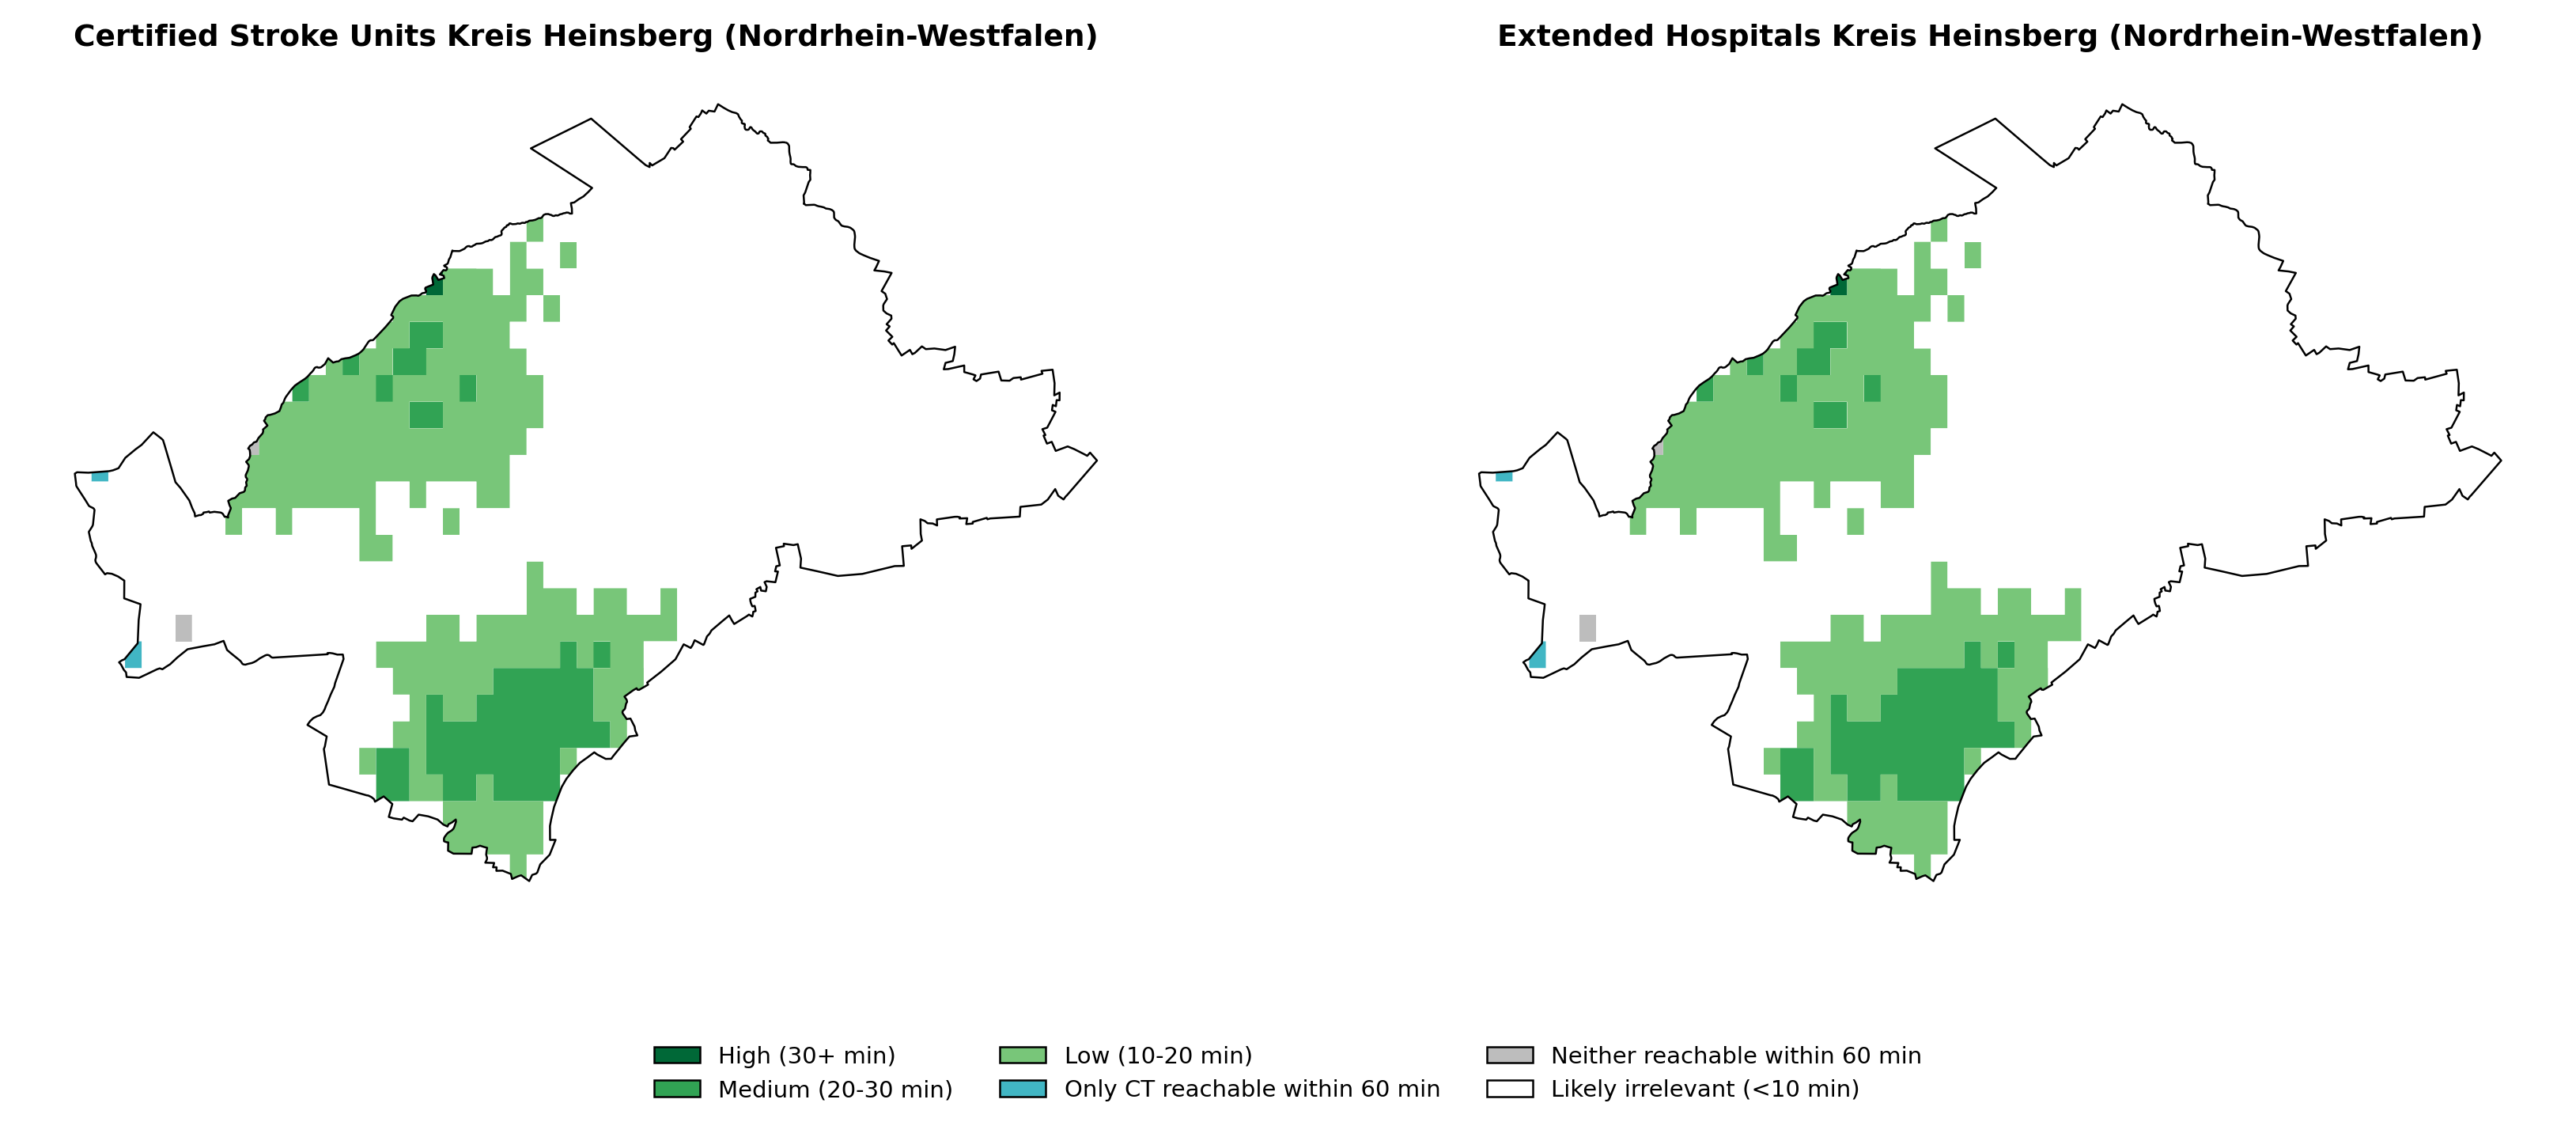 Certified Stroke Units Kreis Heinsberg (Nordrhein-Westfalen)
Extended Hospitals Kreis Heinsberg (Nordrhein-Westfalen)
High (30+ min)
Medium (20-30 min)
Low (10-20 min)
Only CT reachable within 60 min
Neither reachable within 60 min
Likely irrelevant (<10 min)